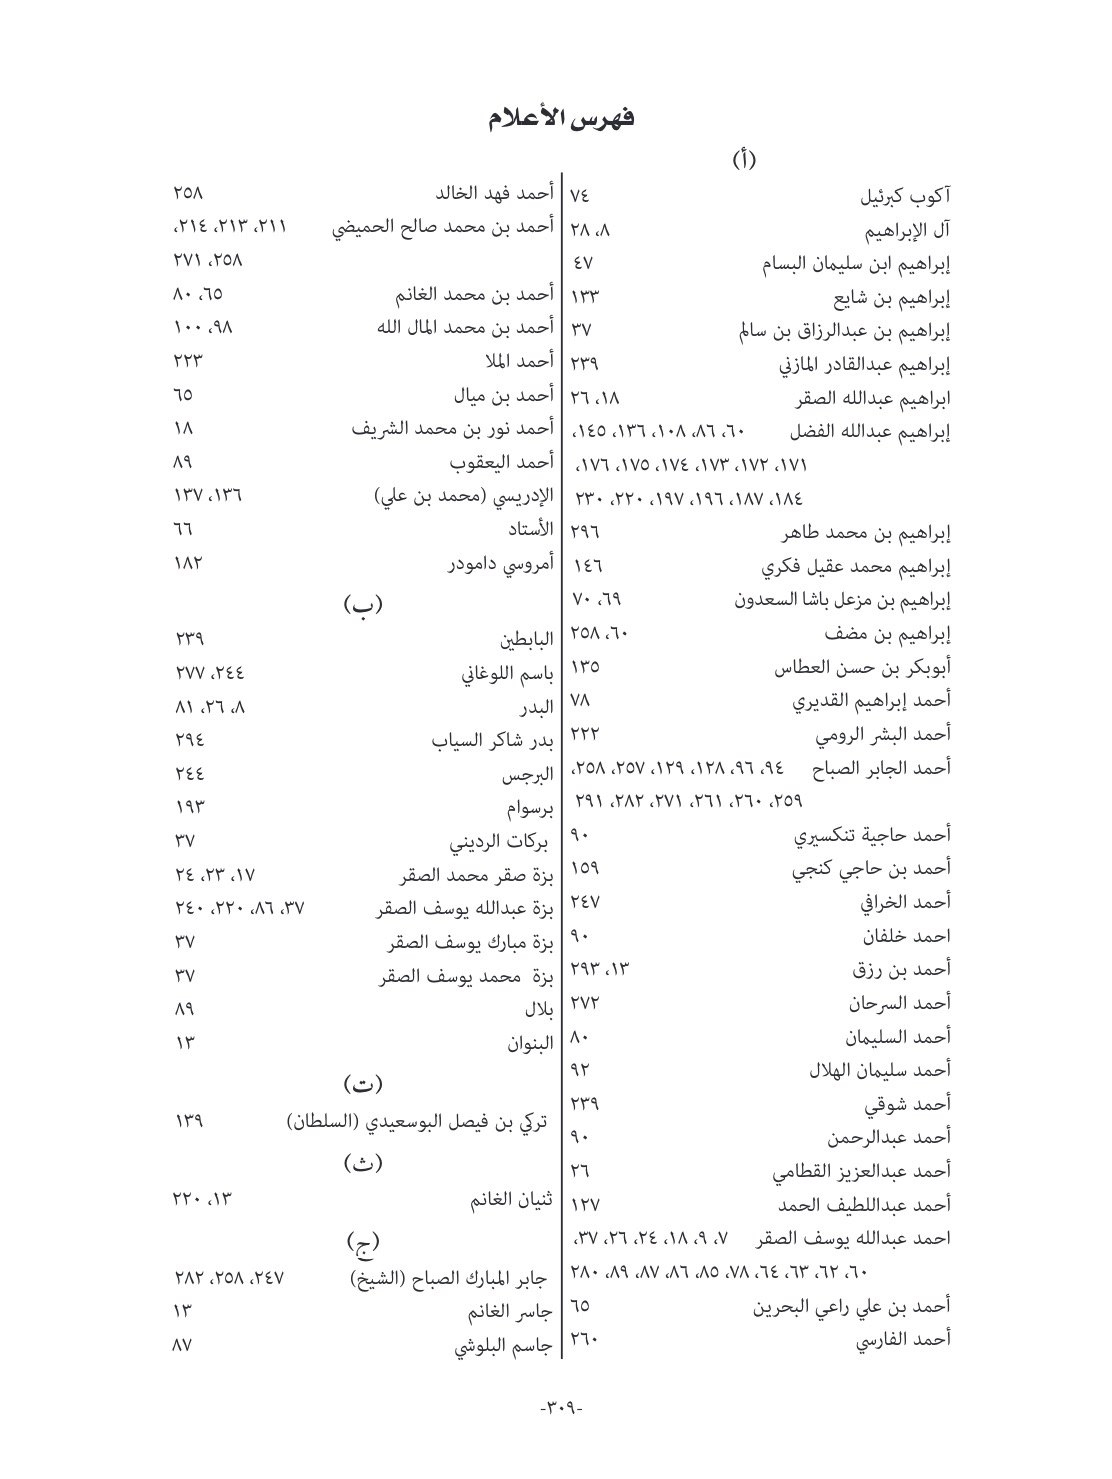 فهرس الأعلام
(أ)
آكوب كبرئيل ٧٤
آل الإبراهيم ٨، ٢٨
إبراهيم ابن سليمان البسام ٤٧
إبراهيم بن شايع ١٣٣
إبراهيم بن عبدالرزاق بن سالم ٣٧
إبراهيم عبدالقادر المازني ٢٣٩
ابراهيم عبدالله الصقر ١٨، ٢٦
إبراهيم عبدالله الفضل ٦٠، ٨٦، ١٠٨، ١٣٦، ١٤٥،
١٧١، ١٧٢، ١٧٣، ١٧٤، ١٧٥، ١٧٦،
١٨٤، ١٨٧، ١٩٦، ١٩٧، ٢٢٠، ٢٣٠
إبراهيم بن محمد طاهر ٢٩٦
إبراهيم محمد عقيل فكري ١٤٦
إبراهيم بن مزعل باشا السعدون ٦٩، ٧٠
إبراهيم بن مضف ٦٠، ٢٥٨
أبوبكر بن حسن العطاس ١٣٥
أحمد إبراهيم القديري ٧٨
أحمد البشر الرومي ٢٢٢
أحمد الجابر الصباح ٩٤، ٩٦، ١٢٨، ١٢٩، ٢٥٧، ٢٥٨،
٢٥٩، ٢٦٠، ٢٦١، ٢٧١، ٢٨٢، ٢٩١
أحمد حاجية تنكسيري ٩٠
أحمد بن حاجي كنجي ١٥٩
أحمد الخرافي ٢٤٧
احمد خلفان ٩٠
أحمد بن رزق ١٣، ٢٩٣
أحمد السرحان ٢٧٢
أحمد السليمان ٨٠
أحمد سليمان الهلال ٩٢
أحمد شوقي ٢٣٩
أحمد عبدالرحمن ٩٠
أحمد عبدالعزيز القطامي ٢٦
أحمد عبداللطيف الحمد ١٢٧
احمد عبدالله يوسف الصقر ٧، ٩، ١٨، ٢٤، ٢٦، ٣٧،
٦٠، ٦٢، ٦٣، ٦٤، ٧٨، ٨٥، ٨٦، ٨٧، ٨٩، ٢٨٠
أحمد بن علي راعي البحرين ٦٥
أحمد الفارسي ٢٦٠
أحمد فهد الخالد ٢٥٨
أحمد بن محمد صالح الحميضي ٢١١، ٢١٣، ٢١٤،
٢٥٨، ٢٧١
أحمد بن محمد الغانم ٦٥، ٨٠
أحمد بن محمد المال الله ٩٨، ١٠٠
أحمد الملا ٢٢٣
أحمد بن ميال ٦٥
أحمد نور بن محمد الشريف ١٨
أحمد اليعقوب ٨٩
الإدريسي (محمد بن علي) ١٣٦، ١٣٧
الأستاد ٦٦
أمروسي دامودر ١٨٢
(ب)
البابطين ٢٣٩
باسم اللوغاني ٢٤٤، ٢٧٧
البدر ٨، ٢٦، ٨١
بدر شاكر السياب ٢٩٤
البرجس ٢٤٤
برسوام ١٩٣
بركات الرديني ٣٧
بزة صقر محمد الصقر ١٧، ٢٣، ٢٤
بزة عبدالله يوسف الصقر ٣٧، ٨٦، ٢٢٠، ٢٤٠
بزة مبارك يوسف الصقر ٣٧
بزة محمد يوسف الصقر ٣٧
بلال ٨٩
البنوان ١٣
(ت)
تركي بن فيصل البوسعيدي (السلطان) ١٣٩
(ث)
ثنيان الغانم ١٣، ٢٢٠
(ج)
جابر المبارك الصباح (الشيخ) ٢٤٧، ٢٥٨، ٢٨٢
جاسر الغانم ١٣
جاسم البلوشي ٨٧
-٣٠٩-